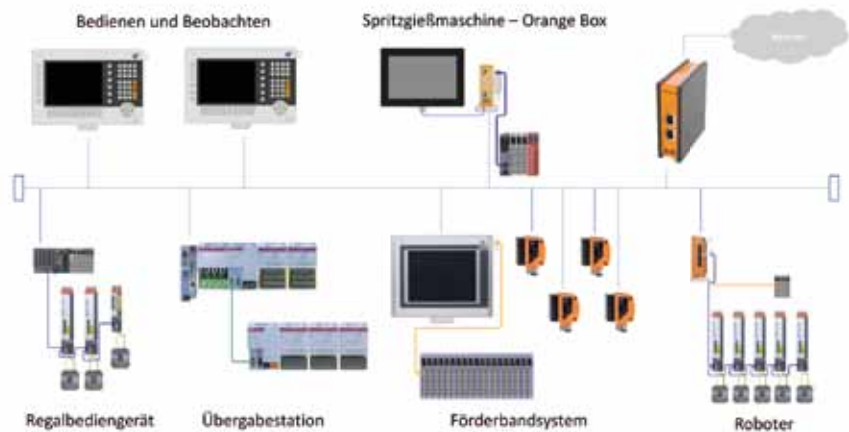 Bedienen und Beobachten
Spritzgießmaschine – Orange Box
Regalbediengerät
Übergabestation
Förderbandsystem
Roboter